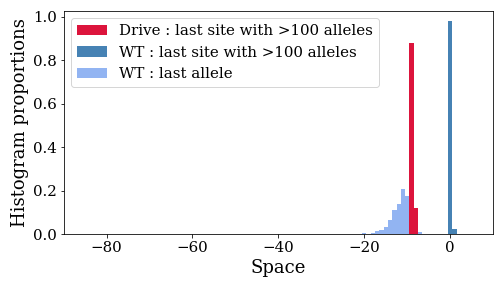 Drive : last site with >100 alleles
WT : last site with >100 alleles
WT : last allele
Histogram proportions
1.0
0.8
0.6
0.4
0.2
0.0
−80 −60 −40 −20 0
Space